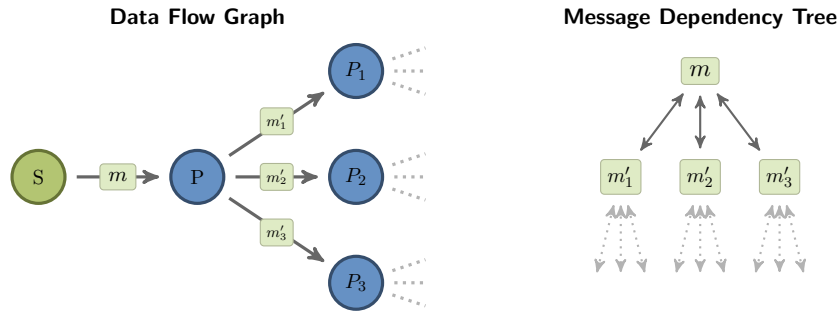 Data Flow Graph
Message Dependency Tree
S
m
P
m′₁
m′₂
m′₃
P₁
P₂
P₃
m
m′₁
m′₂
m′₃